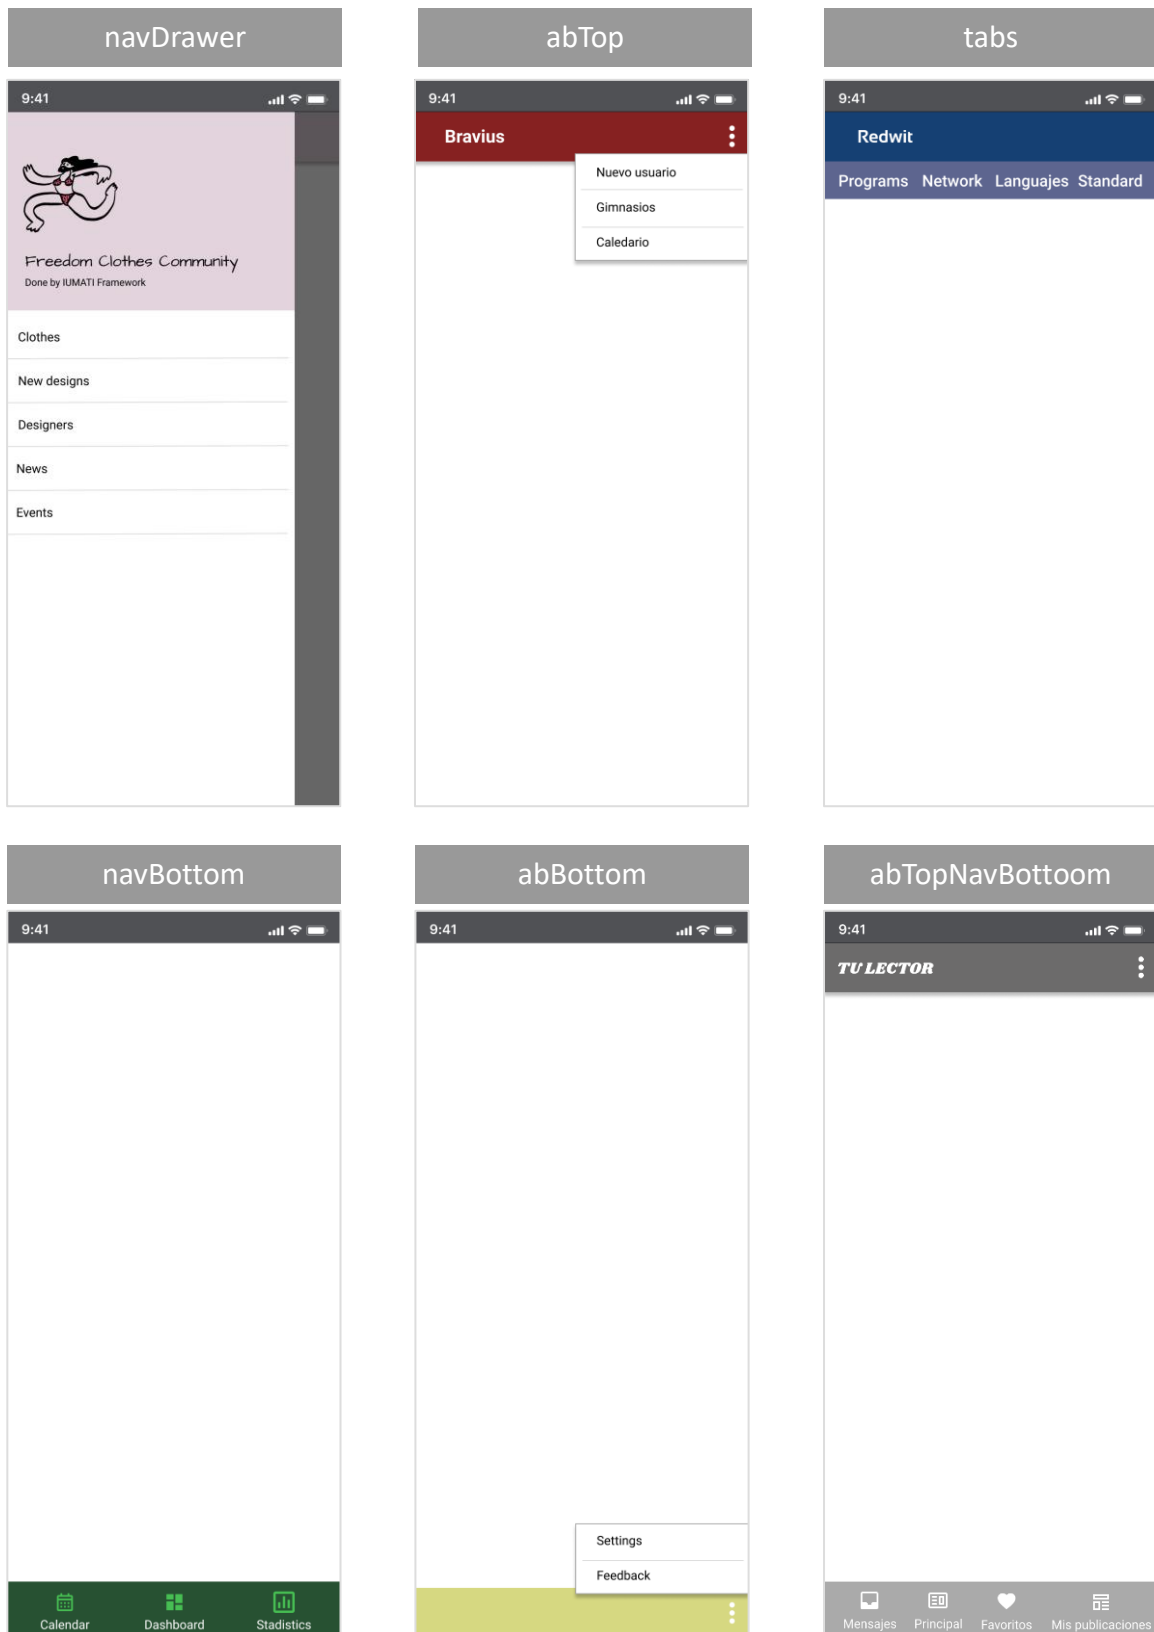 navDrawer
abTop
tabs
9:41
Freedom Clothes Community
Done by IUMATI Framework
Clothes
New designs
Designers
News
Events
9:41
Bravius
Nuevo usuario
Gimnasios
Caledario
9:41
Redwit
Programs Network Languajes Standard
navBottom
abBottom
abTopNavBottoom
9:41
Calendar Dashboard Stadistics
9:41
Settings
Feedback
9:41
TU LECTOR
Mensajes Principal Favoritos Mis publicaciones